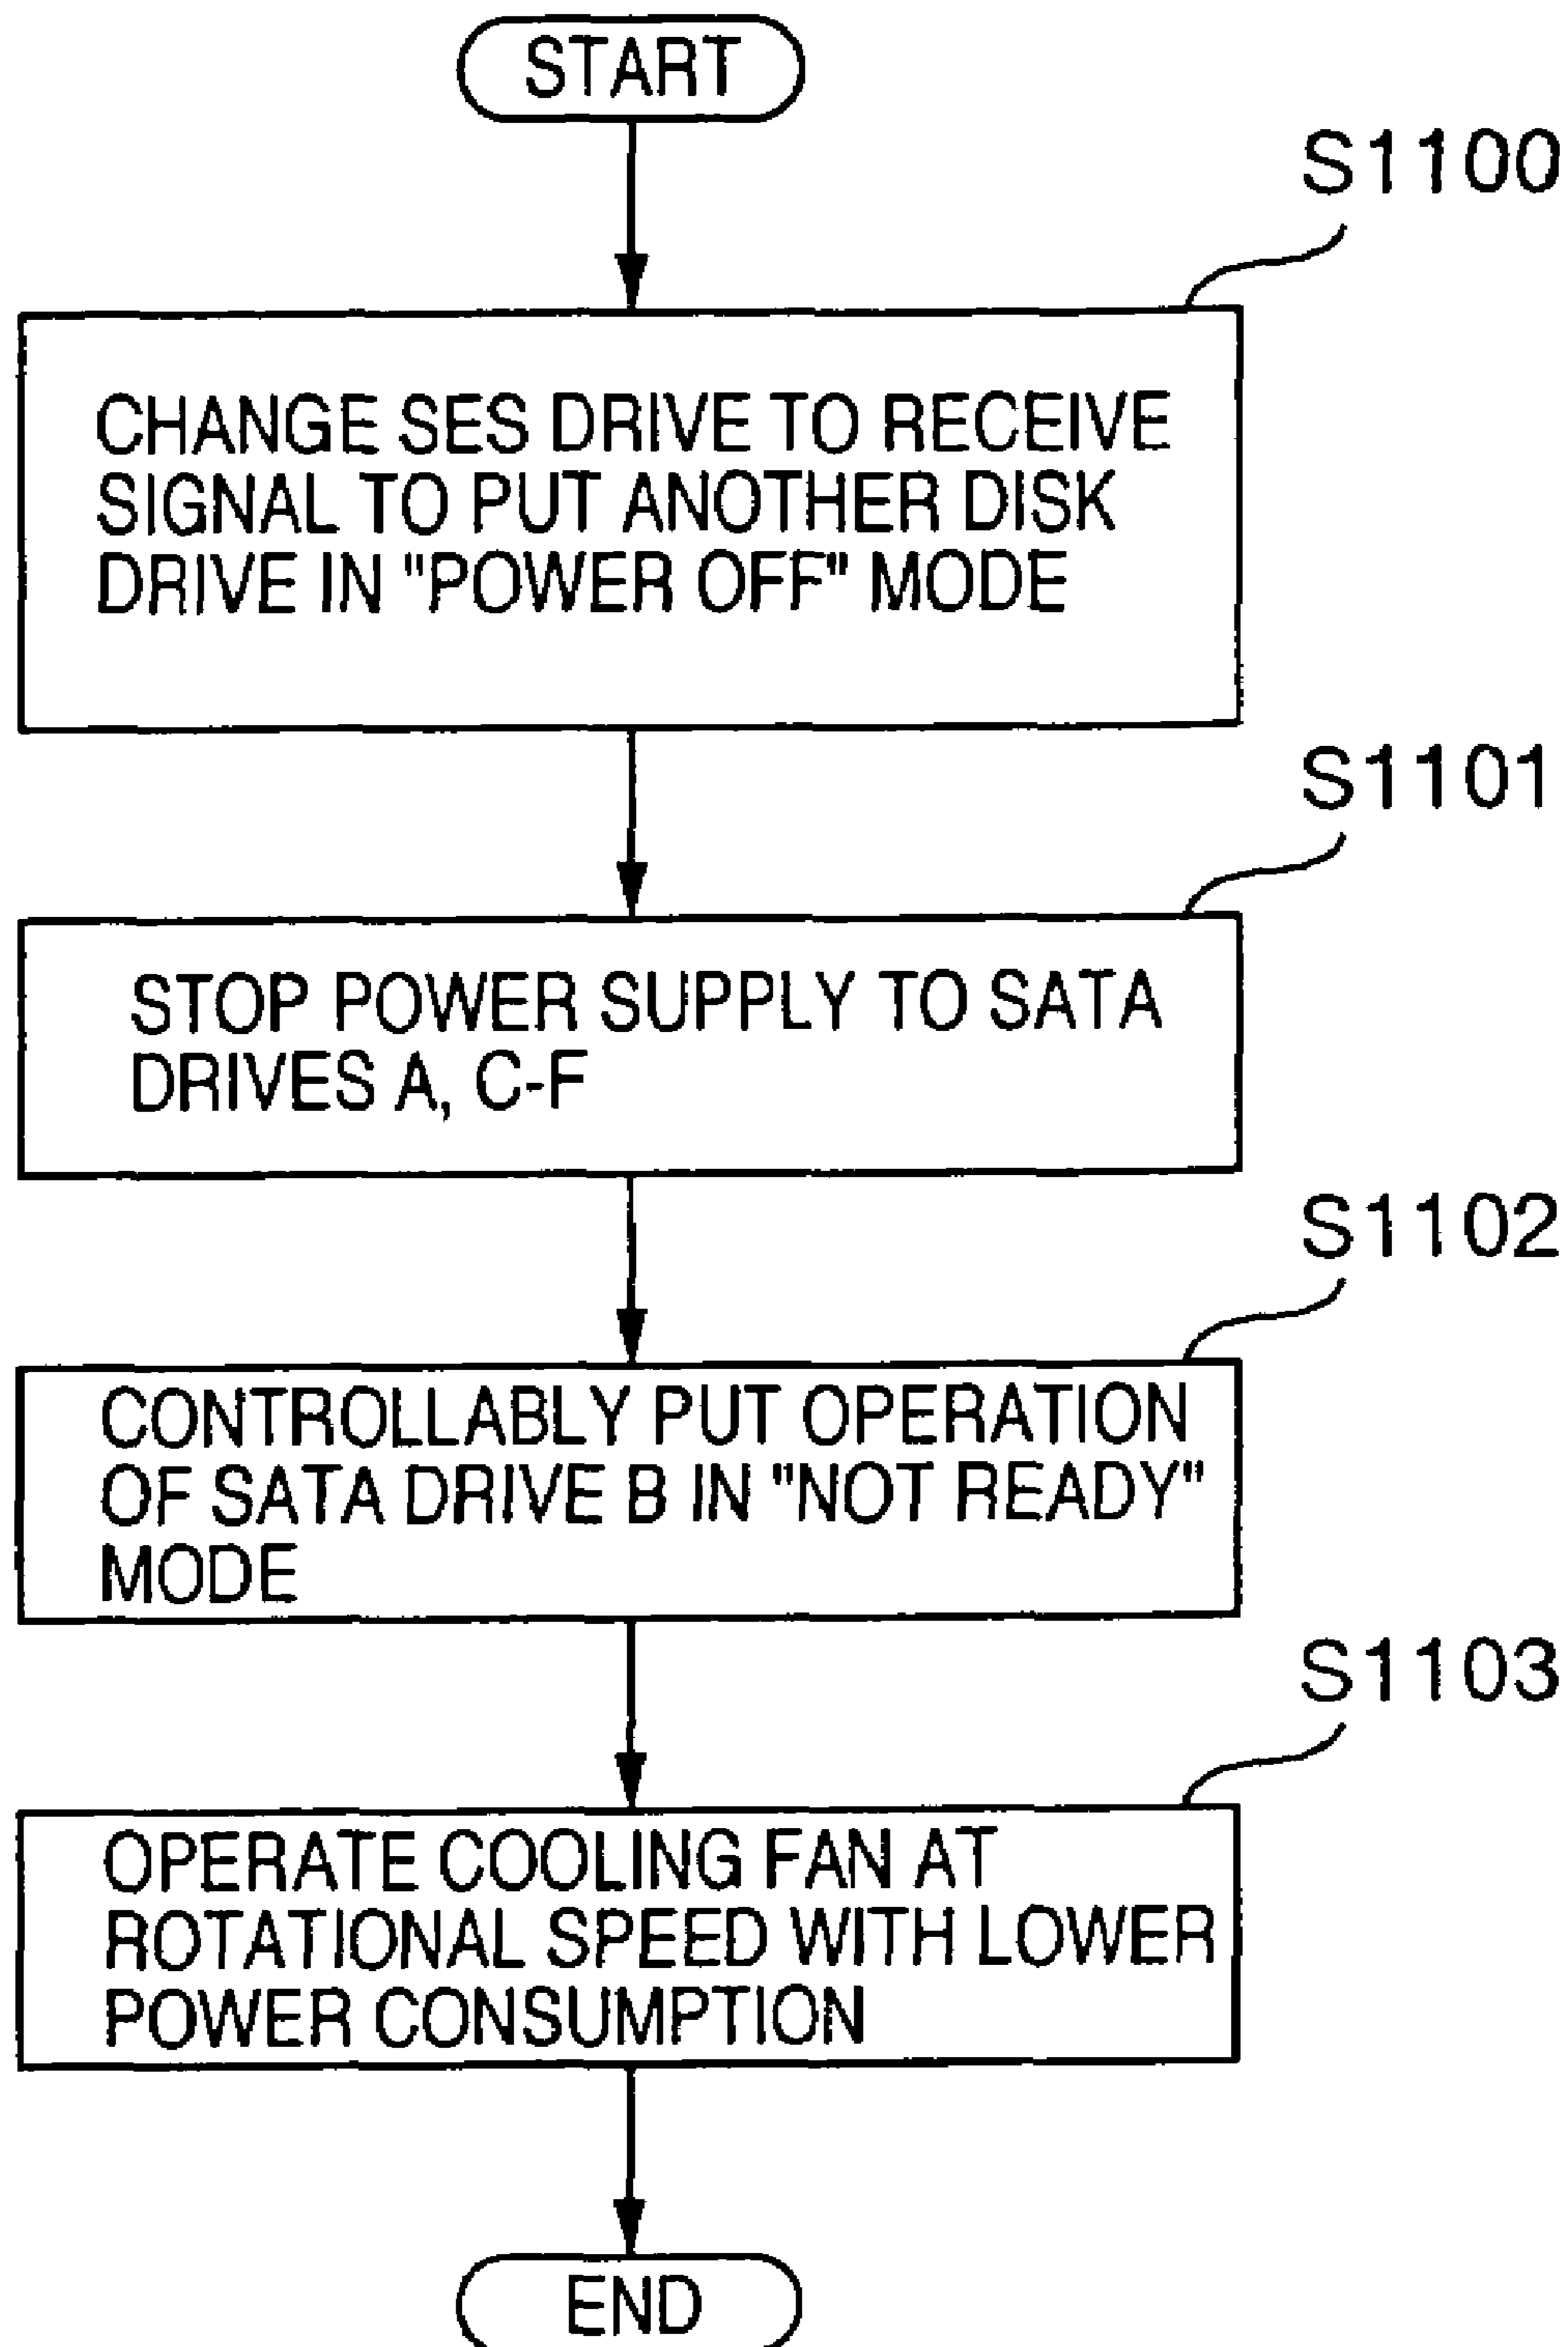 START
S1100
CHANGE SES DRIVE TO RECEIVE
SIGNAL TO PUT ANOTHER DISK
DRIVE IN "POWER OFF" MODE
S1101
STOP POWER SUPPLY TO SATA
DRIVES A, C-F
S1102
CONTROLLABLY PUT OPERATION
OF SATA DRIVE B IN "NOT READY"
MODE
S1103
OPERATE COOLING FAN AT
ROTATIONAL SPEED WITH LOWER
POWER CONSUMPTION
END